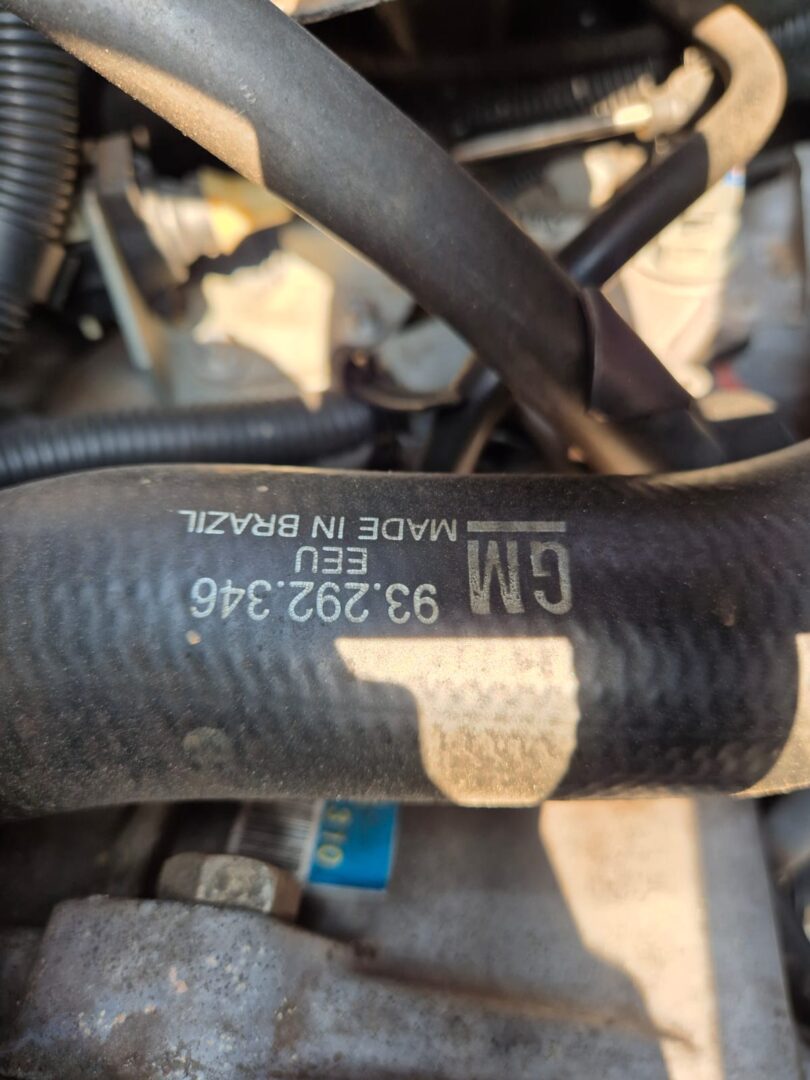 GM
93.292.346
EEU
MADE IN BRAZIL